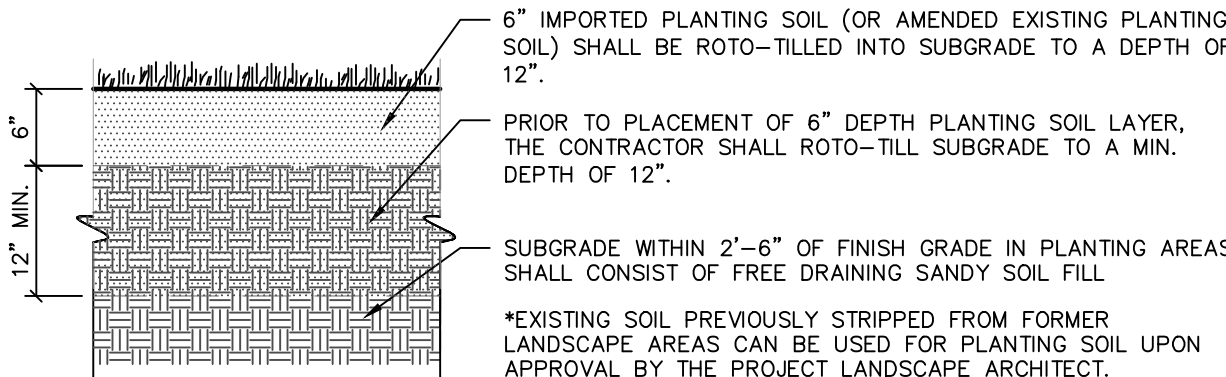 6" IMPORTED PLANTING SOIL (OR AMENDED EXISTING PLANTING
SOIL) SHALL BE ROTO-TILLED INTO SUBGRADE TO A DEPTH OF
12".
PRIOR TO PLACEMENT OF 6" DEPTH PLANTING SOIL LAYER,
THE CONTRACTOR SHALL ROTO-TILL SUBGRADE TO A MIN.
DEPTH OF 12".
SUBGRADE WITHIN 2'-6" OF FINISH GRADE IN PLANTING AREAS
SHALL CONSIST OF FREE DRAINING SANDY SOIL FILL
*EXISTING SOIL PREVIOUSLY STRIPPED FROM FORMER
LANDSCAPE AREAS CAN BE USED FOR PLANTING SOIL UPON
APPROVAL BY THE PROJECT LANDSCAPE ARCHITECT.
6"
12" MIN.